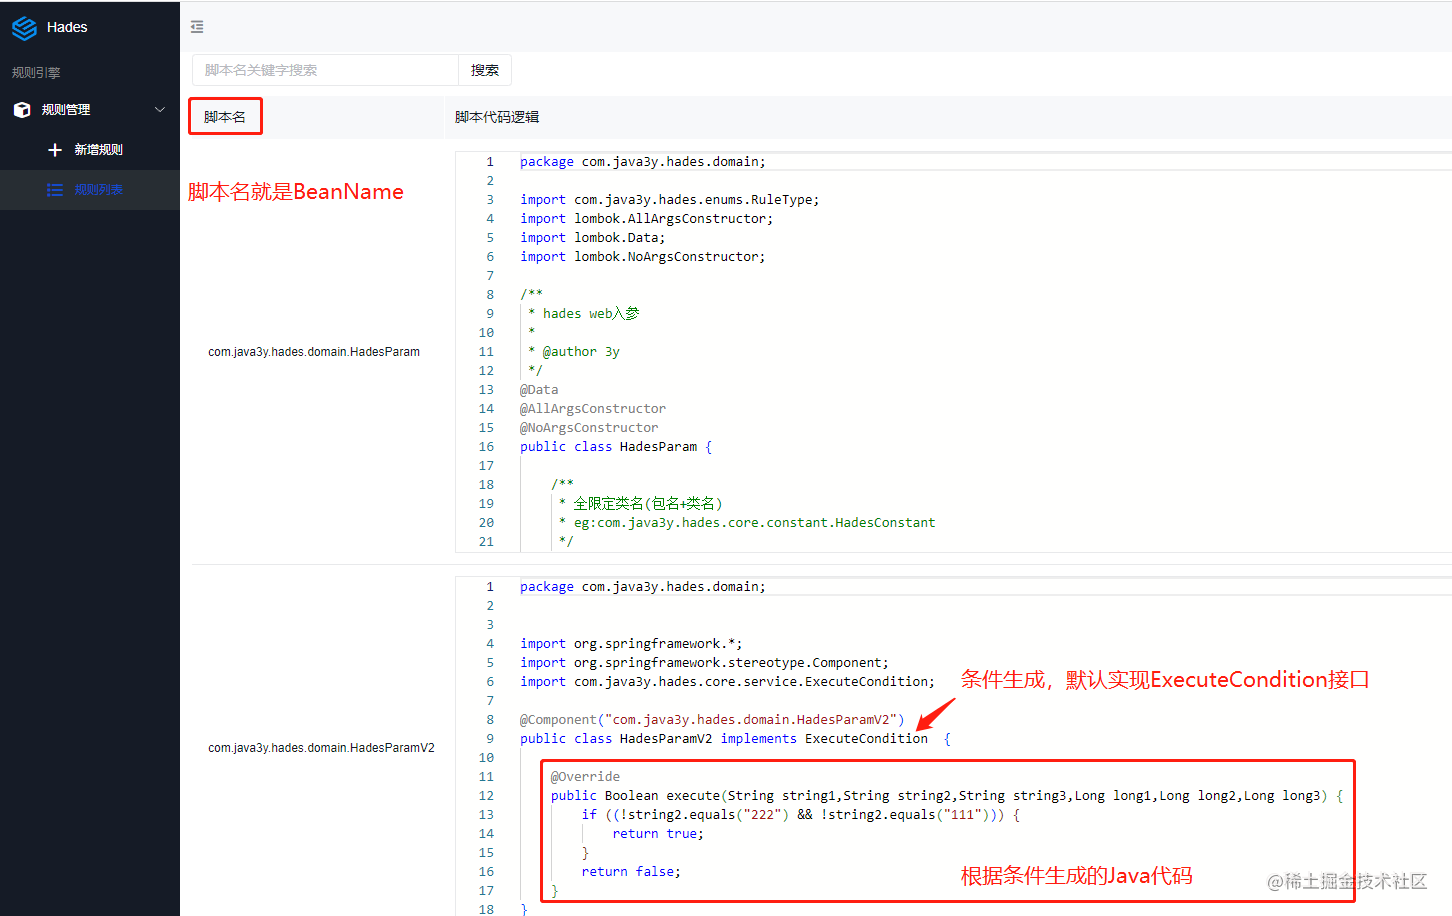 Hades
规则引擎
规则管理
新增规则
规则列表
脚本名关键字搜索
搜索
脚本名
脚本代码逻辑
脚本名就是BeanName
com.java3y.hades.domain.HadesParam
1 package com.java3y.hades.domain;
2
3 import com.java3y.hades.enums.RuleType;
4 import lombok.AllArgsConstructor;
5 import lombok.Data;
6 import lombok.NoArgsConstructor;
7
8 /**
9 * hades web入参
10 *
11 * @author 3y
12 */
13 @Data
14 @AllArgsConstructor
15 @NoArgsConstructor
16 public class HadesParam {
17
18 /**
19 * 全限定类名(包名+类名)
20 * eg:com.java3y.hades.core.constant.HadesConstant
21 */
com.java3y.hades.domain.HadesParamV2
1 package com.java3y.hades.domain;
2
3
4 import org.springframework.*;
5 import org.springframework.stereotype.Component;
6 import com.java3y.hades.core.service.ExecuteCondition;
条件生成，默认实现ExecuteCondition接口
7
8 @Component("com.java3y.hades.domain.HadesParamV2")
9 public class HadesParamV2 implements ExecuteCondition {
10
11 @Override
12 public Boolean execute(String string1,String string2,String string3,Long long1,Long long2,Long long3) {
13 if ((!string2.equals("222") && !string2.equals("111"))) {
14 return true;
15 }
16 return false;
17 }
18 }
根据条件生成的Java代码
@稀土掘金技术社区